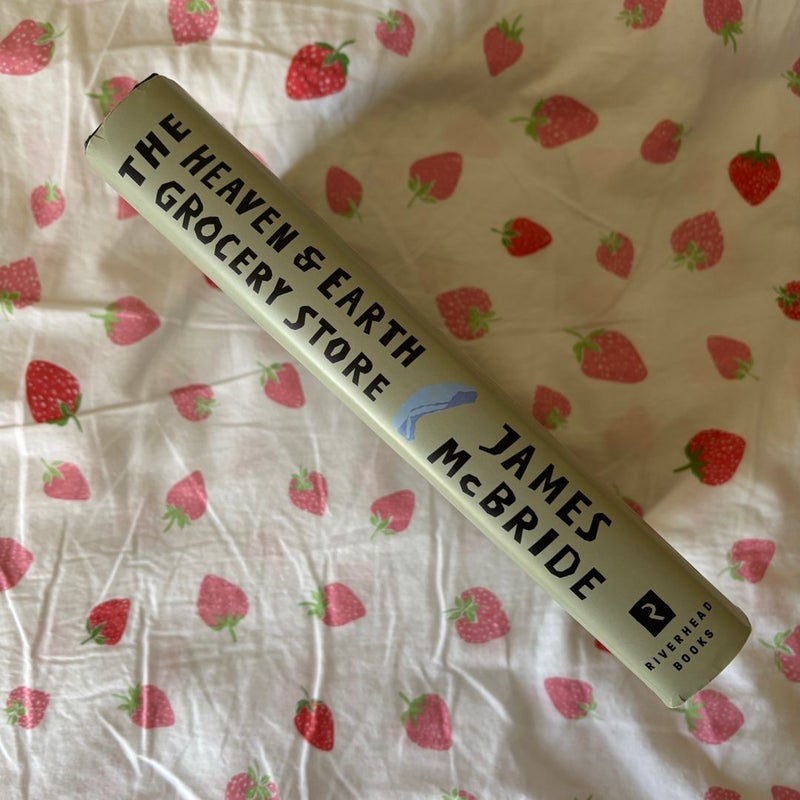 THE
HEAVEN & EARTH
GROCERY STORE
JAMES
McBRIDE
R
RIVERHEAD
BOOKS